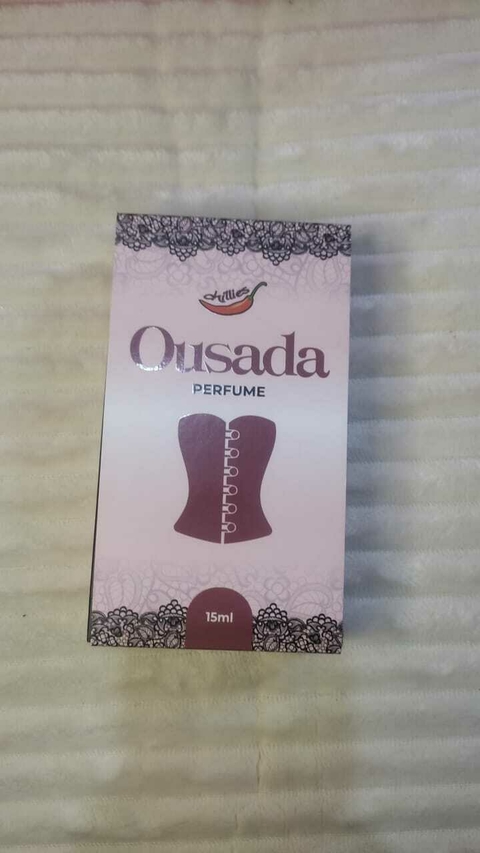 chillies
Ousada
PERFUME
15ml